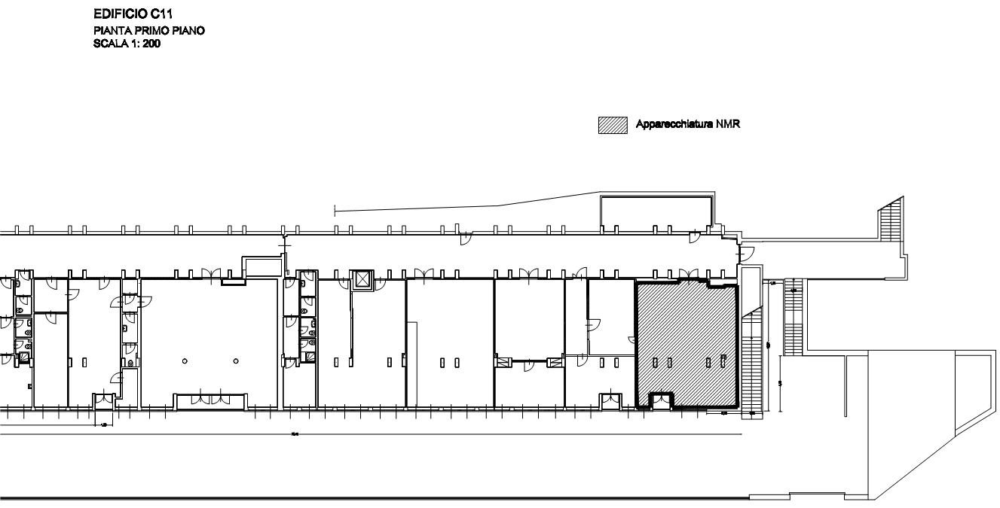 EDIFICIO C11
PIANTA PRIMO PIANO
SCALA 1: 200
Apparecchiatura NMR